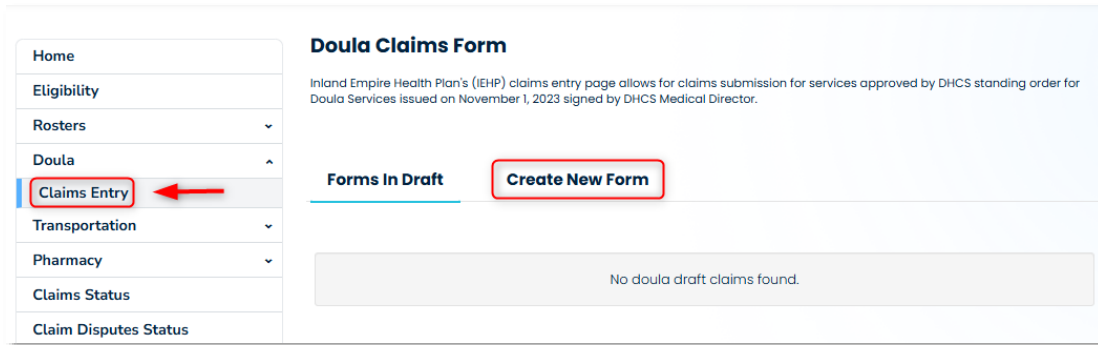 Home
Eligibility
Rosters
Doula
Claims Entry
Transportation
Pharmacy
Claims Status
Claim Disputes Status
Doula Claims Form
Inland Empire Health Plan's (IEHP) claims entry page allows for claims submission for services approved by DHCS standing order for
Doula Services issued on November 1, 2023 signed by DHCS Medical Director.
Forms In Draft
Create New Form
No doula draft claims found.